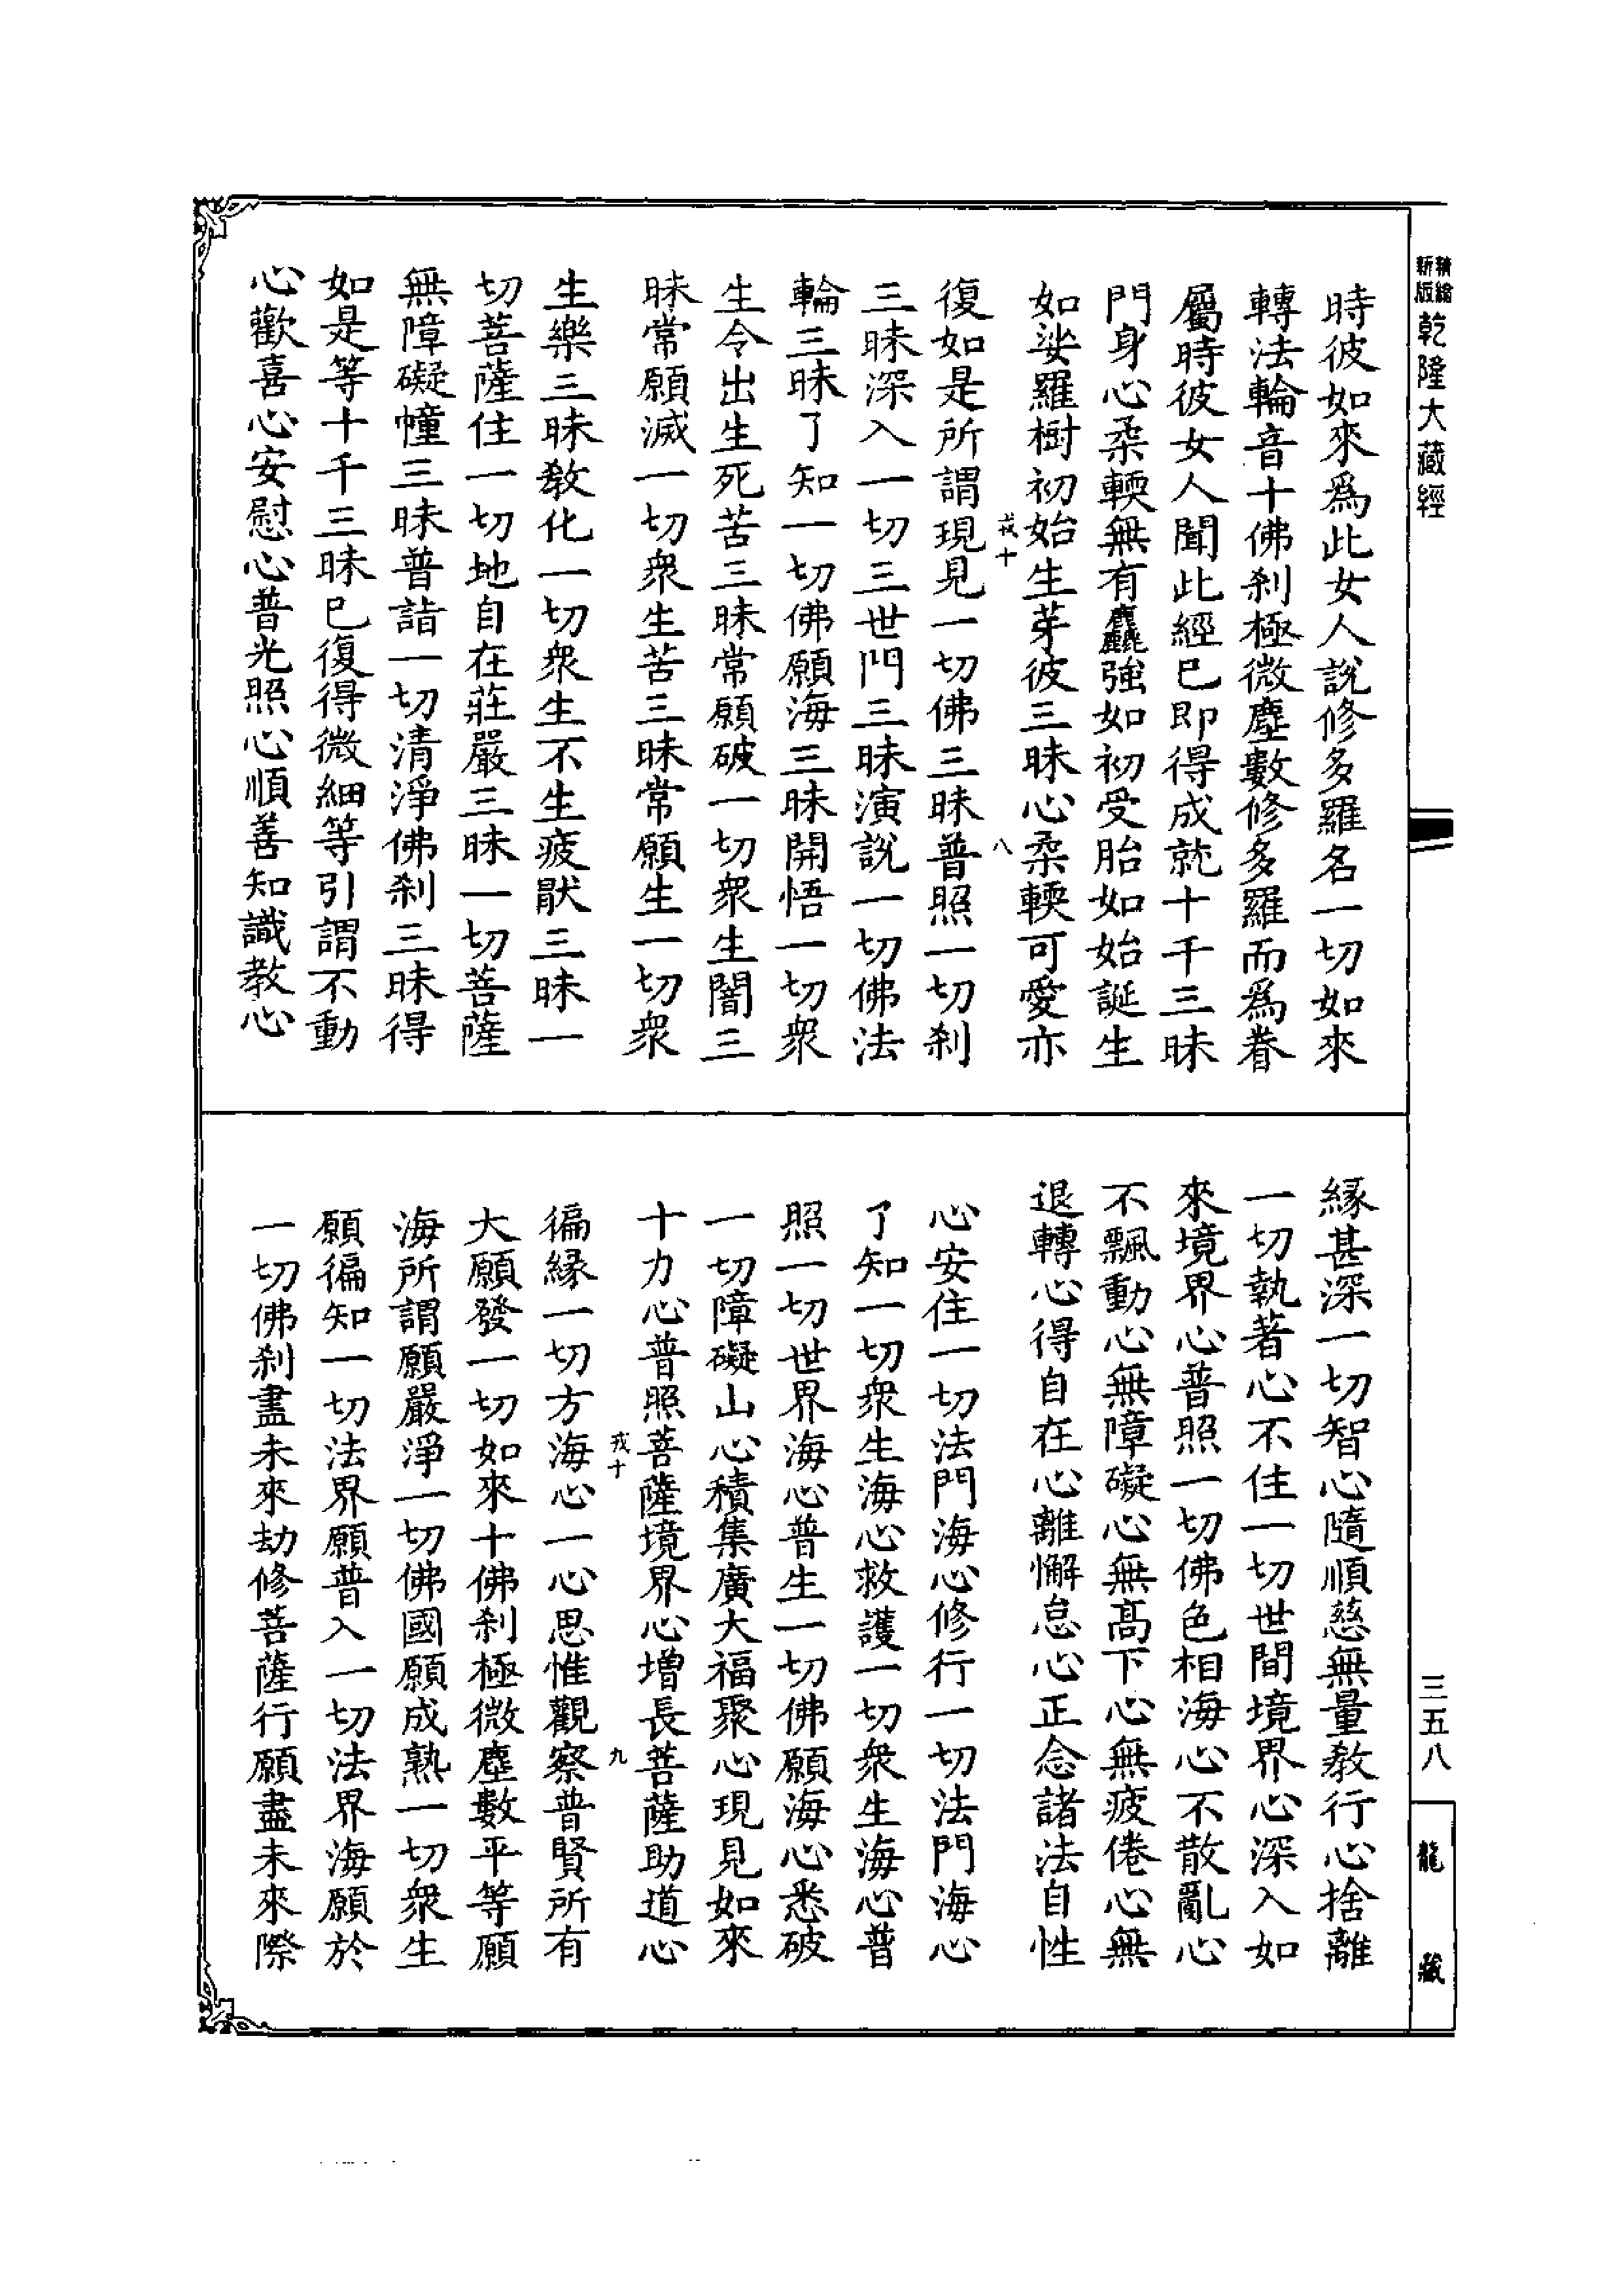 精繪新版乾隆大藏經
時彼如來爲此女人說修多羅名一切如來
轉法輪音十佛刹極微塵數修多羅而爲眷
屬時彼女人聞此經已即得成就十千三昧
門身心柔輭無有麤強如初受胎如始誕生
如娑羅樹初始生芽彼三昧心柔輭可愛亦
戎十
八
復如是所謂現見一切佛三昧普照一切刹
三昧深入一切三世門三昧演說一切佛法
輪三昧了知一切佛願海三昧開悟一切衆
生令出生死苦三昧常願破一切衆生闇三
昧常願滅一切衆生苦三昧常願生一切衆
生樂三昧教化一切衆生不生疲猒三昧一
切菩薩住一切地自在莊嚴三昧一切菩薩
無障礙幢三昧普詣一切清淨佛刹三昧得
如是等十千三昧巳復得微細等引謂不動
心歡喜心安慰心普光照心順善知識教心
緣甚深一切智心隨順慈無量教行心捨離
一切執著心不住一切世間境界心深入如
來境界心普照一切佛色相海心不散亂心
不飄動心無障礙心無高下心無疲倦心無
退轉心得自在心離懈怠心正念諸法自性
心安住一切法門海心修行一切法門海心
了知一切衆生海心救護一切衆生海心普
照一切世界海心普生一切佛願海心悉破
一切障礙山心積集廣大福聚心現見如來
十力心普照菩薩境界心增長菩薩助道心
戎十
九
徧緣一切方海心一心思惟觀察普賢所有
大願發一切如來十佛刹極微塵數平等願
海所謂願嚴淨一切佛國願成熟一切衆生
願徧知一切法界願普入一切法界海願於
一切佛刹盡未來劫修菩薩行願盡未來際
三五八
龍藏